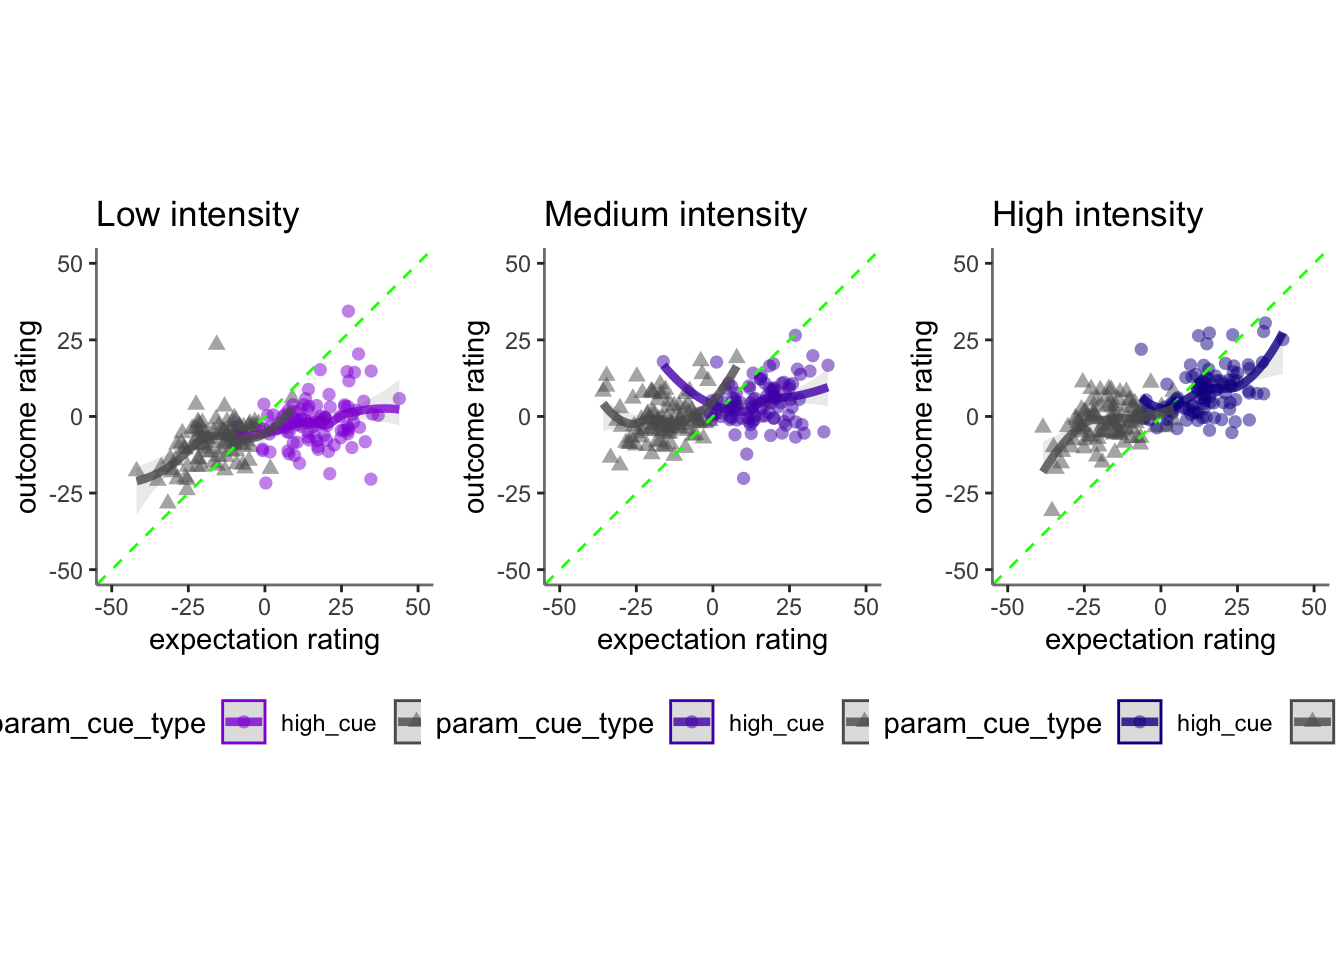 Low intensity
50
25
0
-25
-50
outcome rating
-50 -25 0 25 50
expectation rating
param_cue_type high_cue
Medium intensity
50
25
0
-25
-50
outcome rating
-50 -25 0 25 50
expectation rating
param_cue_type high_cue
High intensity
50
25
0
-25
-50
outcome rating
-50 -25 0 25 50
expectation rating
param_cue_type high_cue